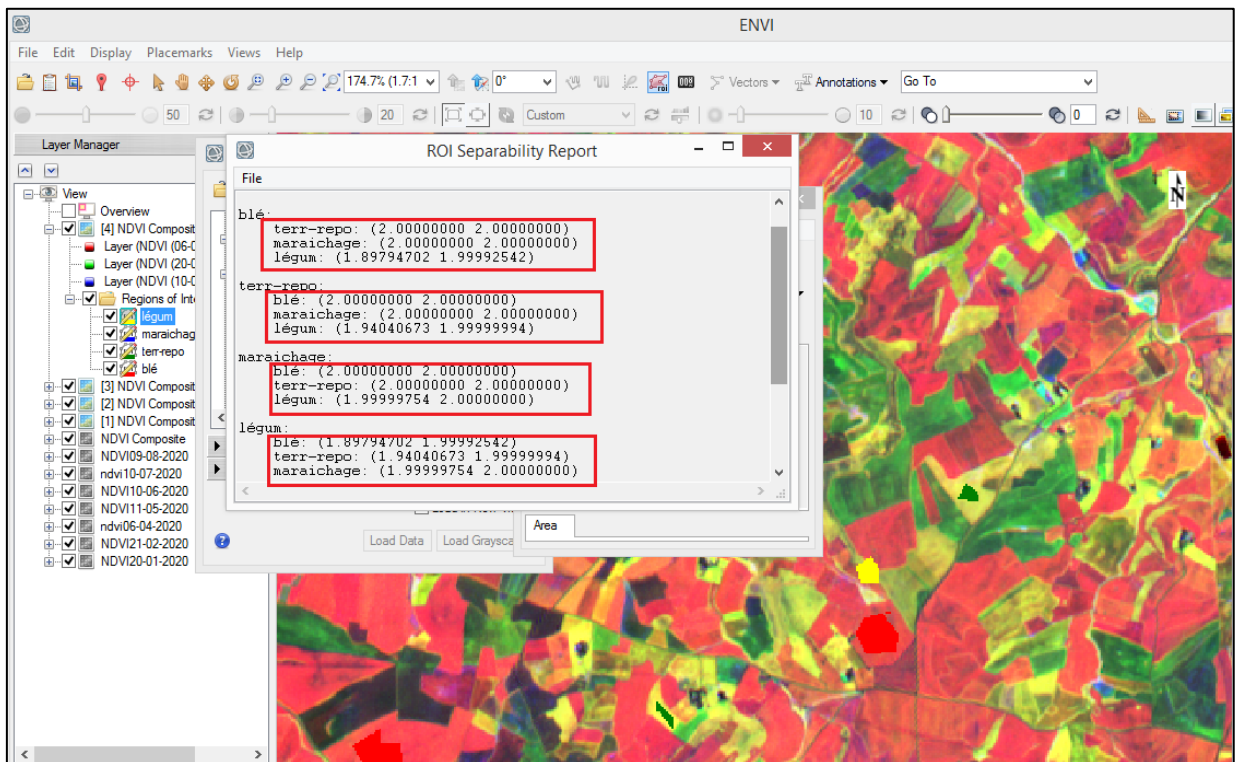 ENVI
File Edit Display Placemarks Views Help
174.7% (1.7:1 0° Vectors Annotations Go To
50 20 Custom 10 0
Layer Manager
View
Overview
[4] NDVI Composit
Layer (NDVI (06-0
Layer (NDVI (20-0
Layer (NDVI (10-0
Regions of Inte
légum
maraichag
terr-repo
blé
[3] NDVI Composit
[2] NDVI Composit
[1] NDVI Composit
NDVI Composite
NDVI09-08-2020
ndvi10-07-2020
NDVI10-06-2020
NDVI11-05-2020
ndvi06-04-2020
NDVI21-02-2020
NDVI20-01-2020
ROI Separability Report
File
blé:
terr-repo: (2.00000000 2.00000000)
maraichage: (2.00000000 2.00000000)
légum: (1.89794702 1.99992542)
terr-repo:
blé: (2.00000000 2.00000000)
maraichage: (2.00000000 2.00000000)
légum: (1.94040673 1.99999994)
maraichage:
blé: (2.00000000 2.00000000)
terr-repo: (2.00000000 2.00000000)
légum: (1.99999754 2.00000000)
légum:
blé: (1.89794702 1.99992542)
terr-repo: (1.94040673 1.99999994)
maraichage: (1.99999754 2.00000000)
Area
Load Data Load Graysca
N